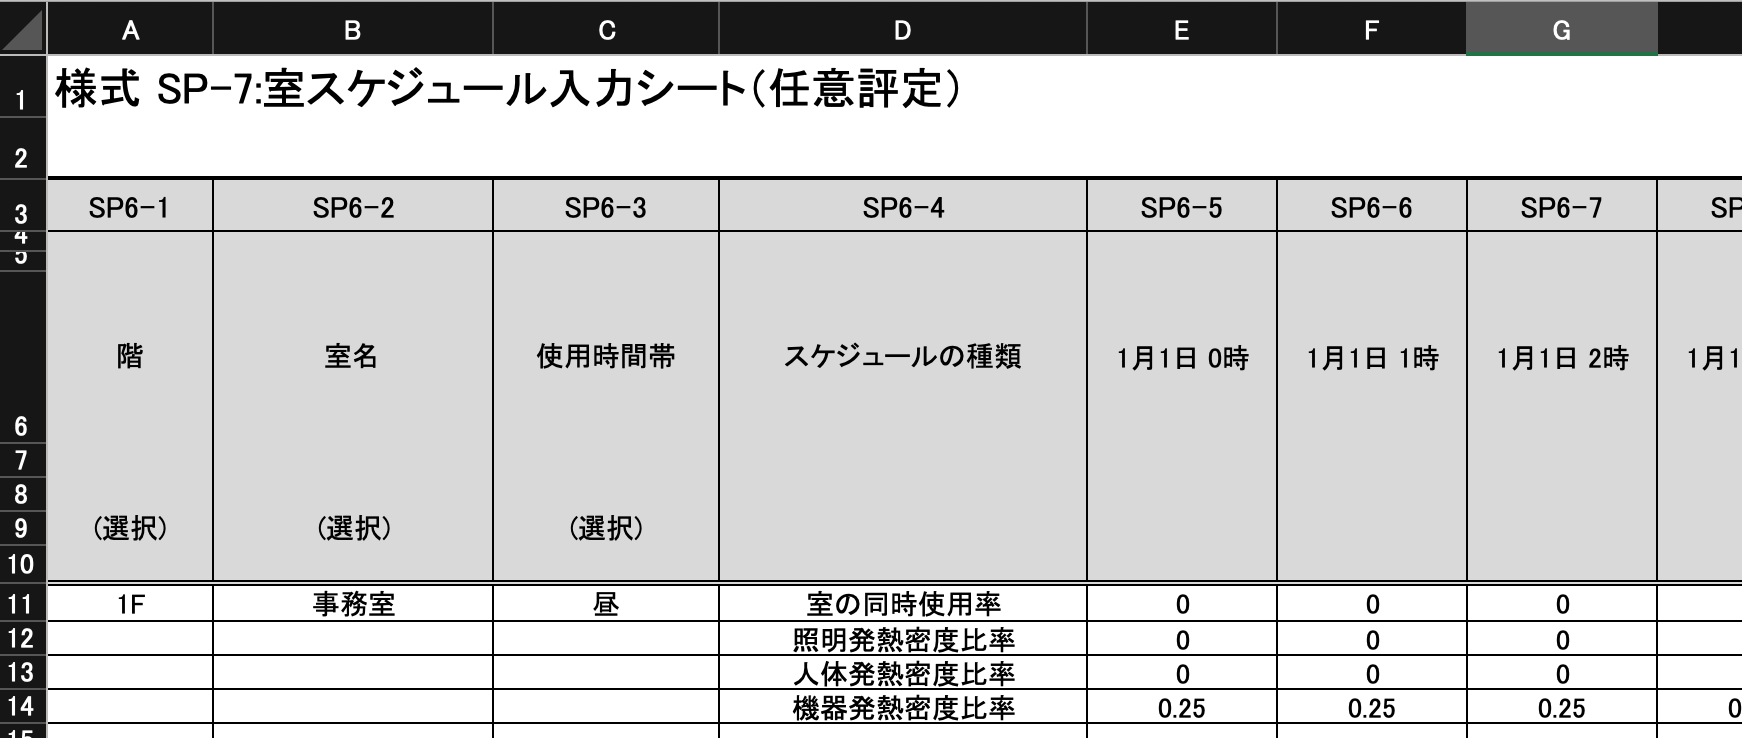 A B C D E F G
1 様式 SP-7:室スケジュール入力シート(任意評定)
2
3 SP6-1 SP6-2 SP6-3 SP6-4 SP6-5 SP6-6 SP6-7 SP
4
5
階 室名 使用時間帯 スケジュールの種類 1月1日 0時 1月1日 1時 1月1日 2時 1月1
6
7
8
9 (選択) (選択) (選択)
10
11 1F 事務室 昼 室の同時使用率 0 0 0
12 照明発熱密度比率 0 0 0
13 人体発熱密度比率 0 0 0
14 機器発熱密度比率 0.25 0.25 0.25 0
15